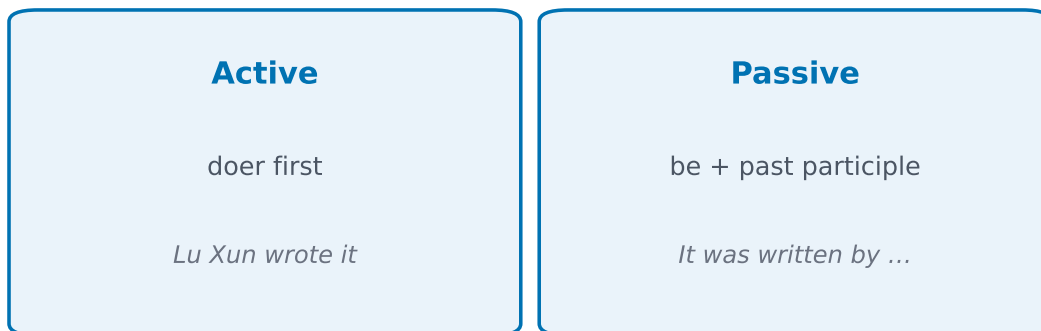 Active
doer first
Lu Xun wrote it
Passive
be + past participle
It was written by …